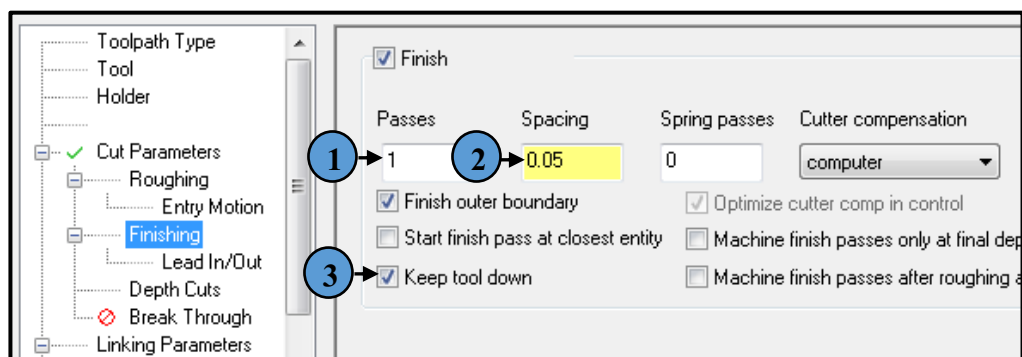 Toolpath Type
Tool
Holder
Cut Parameters
Roughing
Entry Motion
Finishing
Lead In/Out
Depth Cuts
Break Through
Linking Parameters
Finish
Passes Spacing Spring passes Cutter compensation
1 1 2 0.05 0 computer
Finish outer boundary Optimize cutter comp in control
Start finish pass at closest entity Machine finish passes only at final dep
3 Keep tool down Machine finish passes after roughing a